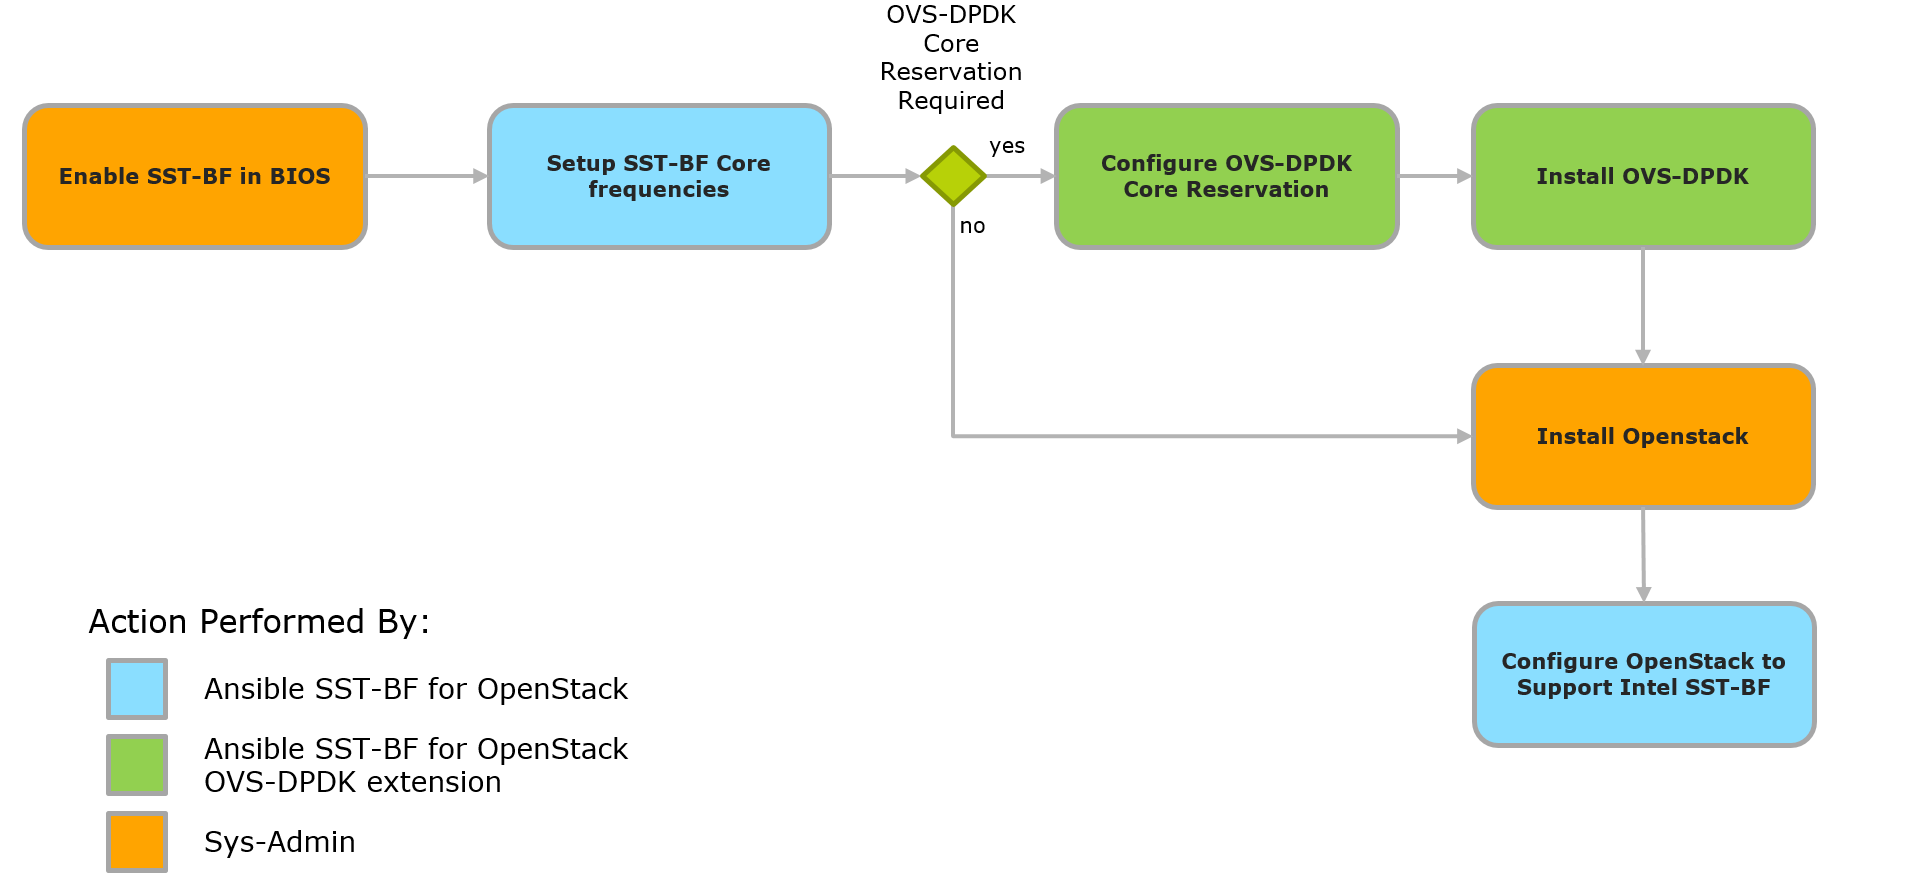 OVS-DPDK
Core
Reservation
Required
Enable SST-BF in BIOS
Setup SST-BF Core
frequencies
yes
no
Configure OVS-DPDK
Core Reservation
Install OVS-DPDK
Install Openstack
Configure OpenStack to
Support Intel SST-BF
Action Performed By:
Ansible SST-BF for OpenStack
Ansible SST-BF for OpenStack
OVS-DPDK extension
Sys-Admin